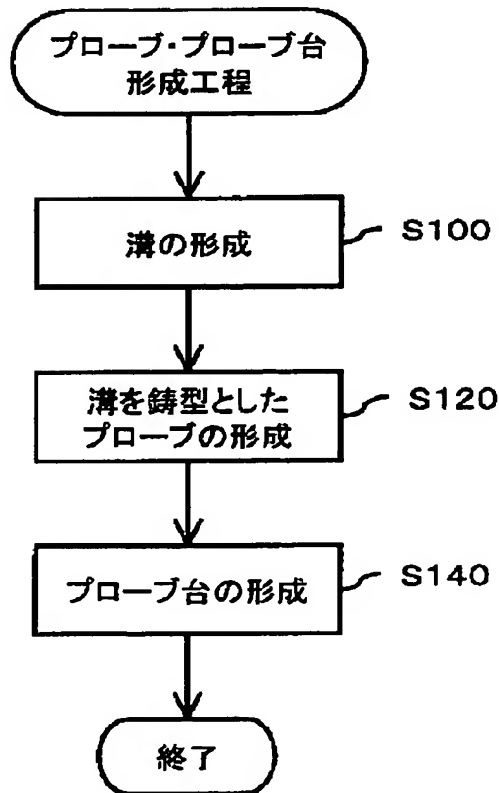 プローブ・プローブ台
形成工程
溝の形成
S100
溝を鋳型とした
プローブの形成
S120
プローブ台の形成
S140
終了